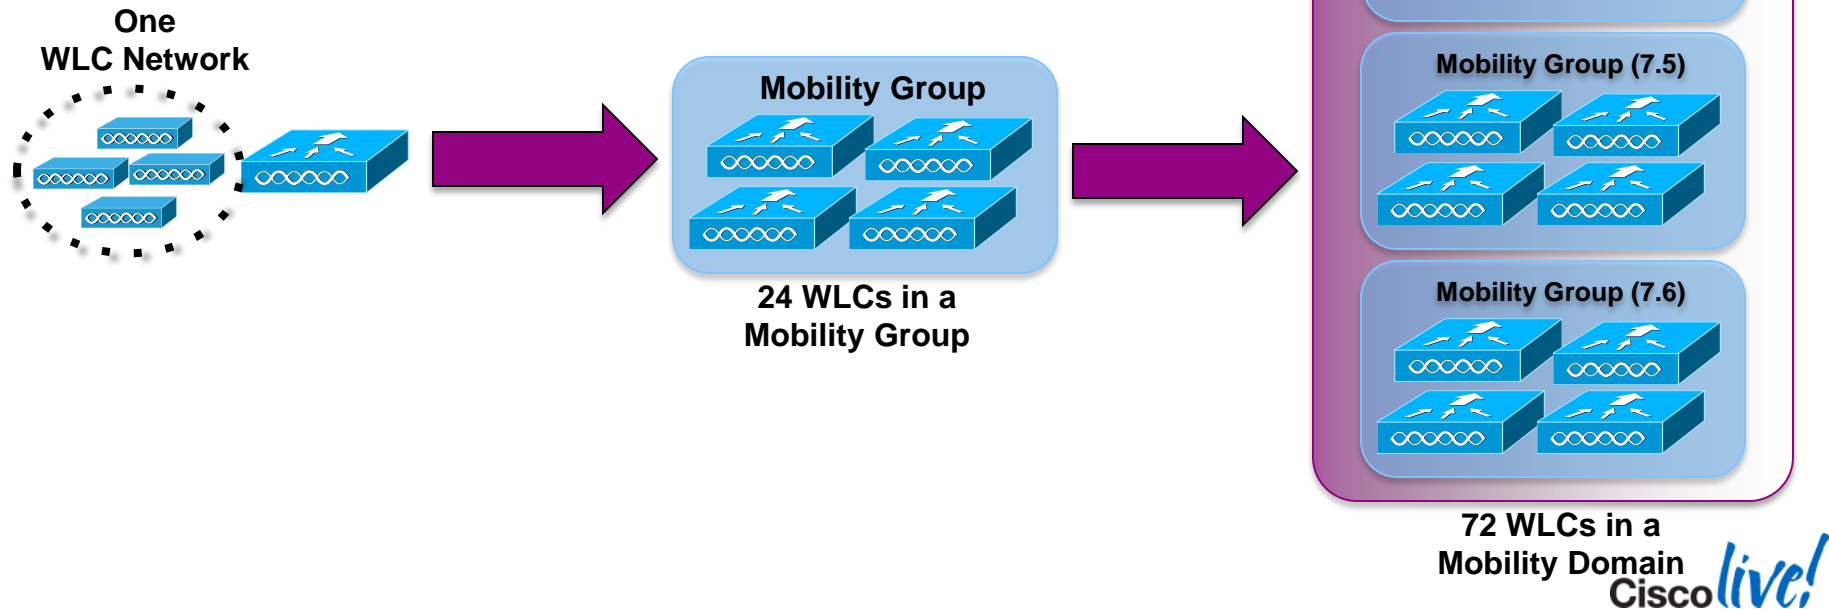 One
WLC Network
Mobility Group
24 WLCs in a
Mobility Group
Mobility Group (7.5)
Mobility Group (7.6)
72 WLCs in a
Mobility Domain
Cisco live!